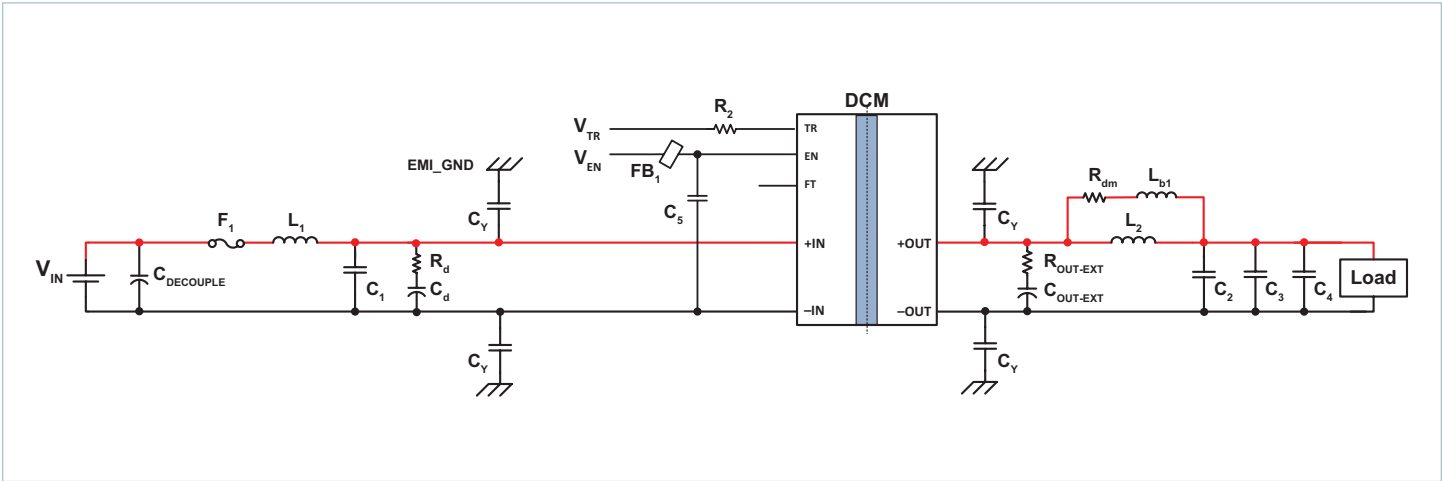 DCM
R2
VTR
TR
VEN
EN
FB1
EMI_GND
FT
C5
CY
CY
Rdm
Lb1
F1
L1
L2
+IN
+OUT
VIN
CDECOUPLE
C1
Rd
Cd
ROUT-EXT
COUT-EXT
C2
C3
C4
Load
–IN
–OUT
CY
CY